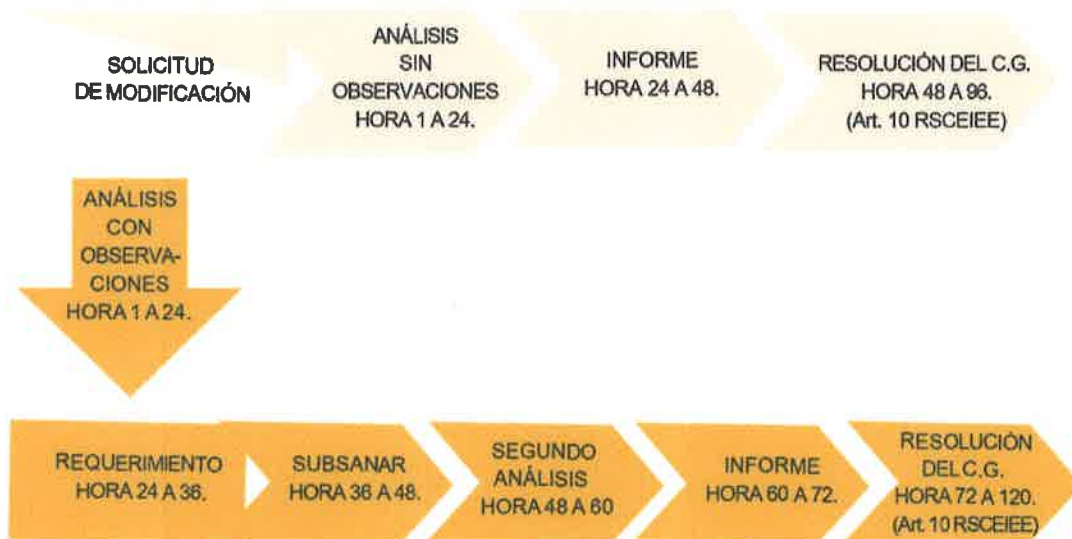 SOLICITUD
DE MODIFICACIÓN
ANÁLISIS
SIN
OBSERVACIONES
HORA 1 A 24.
INFORME
HORA 24 A 48.
RESOLUCIÓN DEL C.G.
HORA 48 A 96.
(Art. 10 RSCEIEE)
ANÁLISIS
CON
OBSERVA-
CIONES
HORA 1 A 24.
REQUERIMIENTO
HORA 24 A 36.
SUBSANAR
HORA 36 A 48.
SEGUNDO
ANÁLISIS
HORA 48 A 60
INFORME
HORA 60 A 72.
RESOLUCIÓN
DEL C.G.
HORA 72 A 120.
(Art. 10 RSCEIEE)